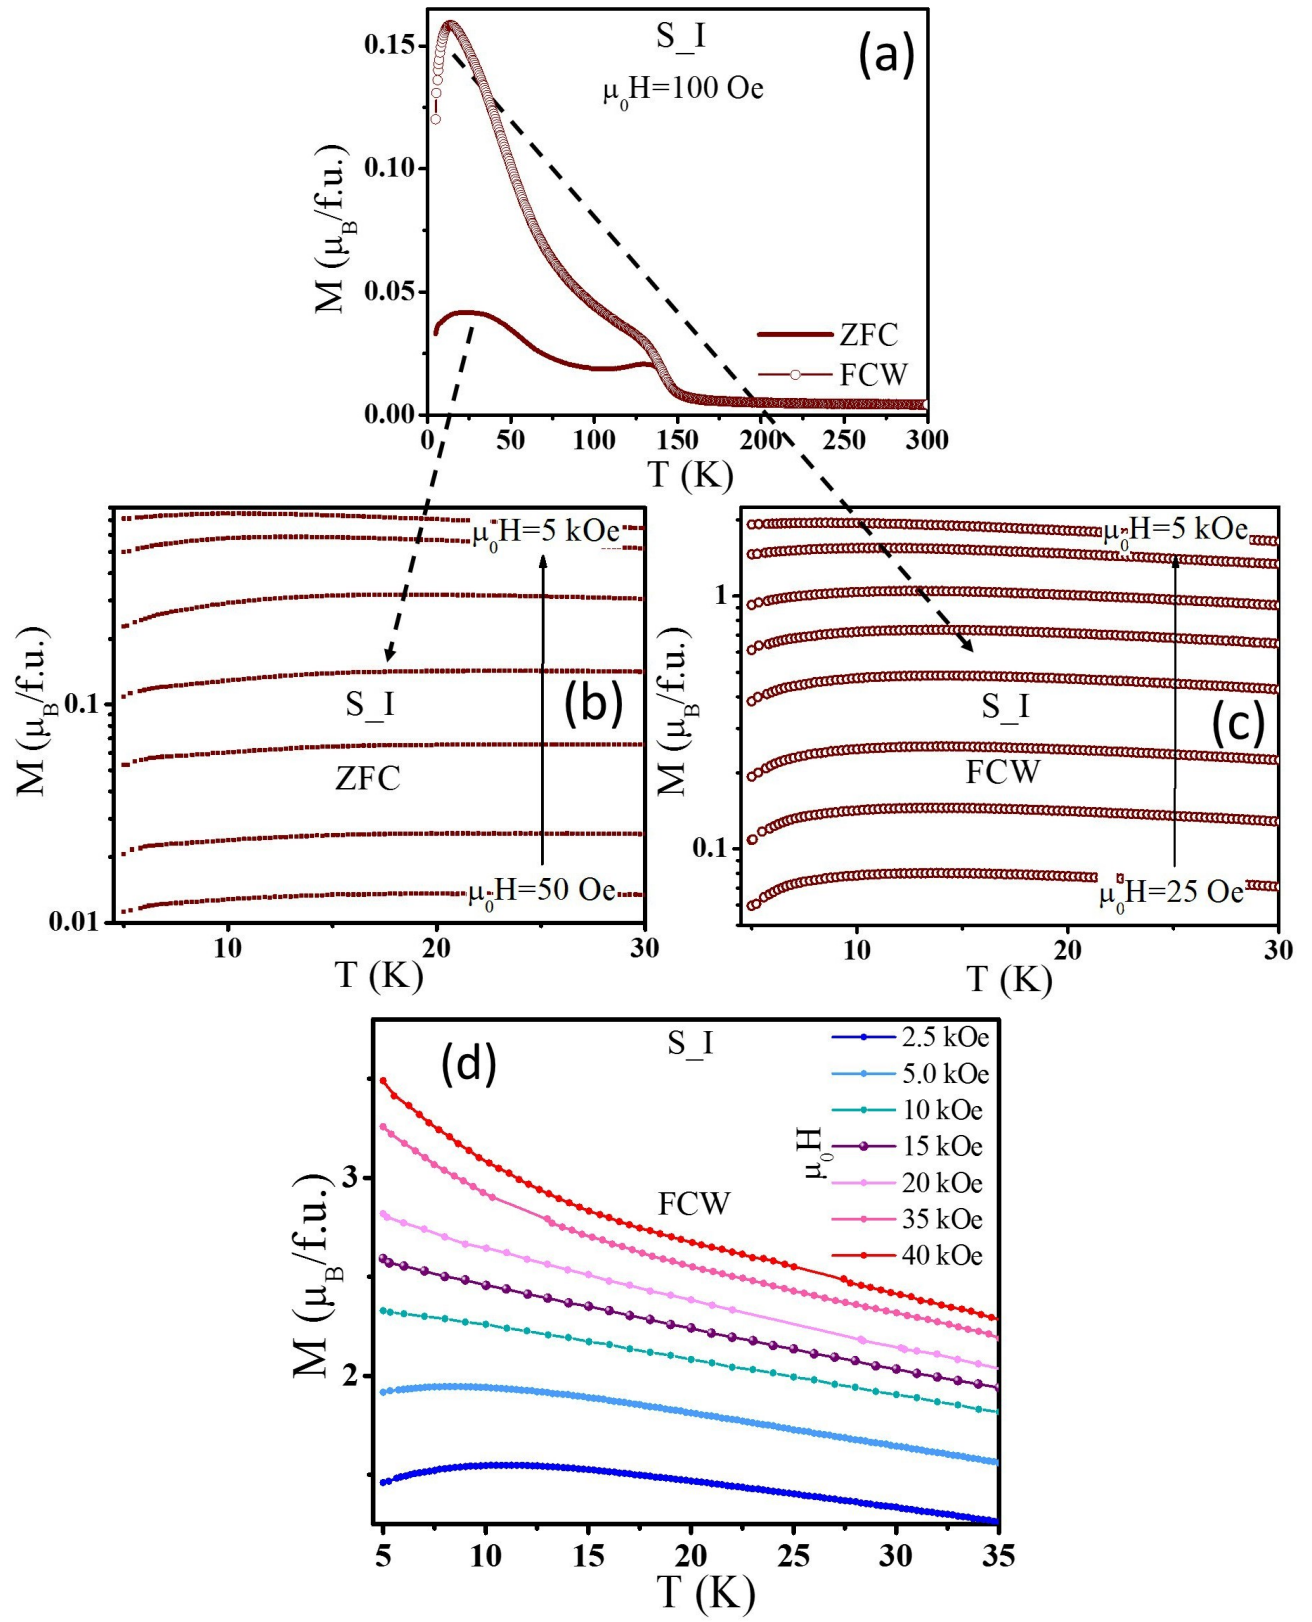 S_I
(a)
μ0H=100 Oe
0.15
0.10
0.05
0.00
M (μB/f.u.)
ZFC
FCW
0 50 100 150 200 250 300
T (K)
μ0H=5 kOe
0.1
0.01
M (μB/f.u.)
S_I
(b)
ZFC
μ0H=50 Oe
10 20 30
T (K)
μ0H=5 kOe
1
0.1
M (μB/f.u.)
S_I
(c)
FCW
μ0H=25 Oe
10 20 30
T (K)
(d)
S_I
FCW
μ0H
2.5 kOe
5.0 kOe
10 kOe
15 kOe
20 kOe
35 kOe
40 kOe
3
2
M (μB/f.u.)
5 10 15 20 25 30 35
T (K)